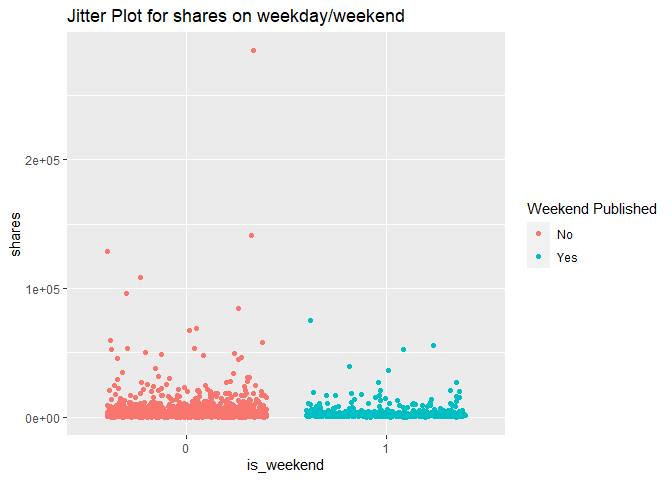 Jitter Plot for shares on weekday/weekend
shares
2e+05
1e+05
0e+00
0
1
is_weekend
Weekend Published
No
Yes